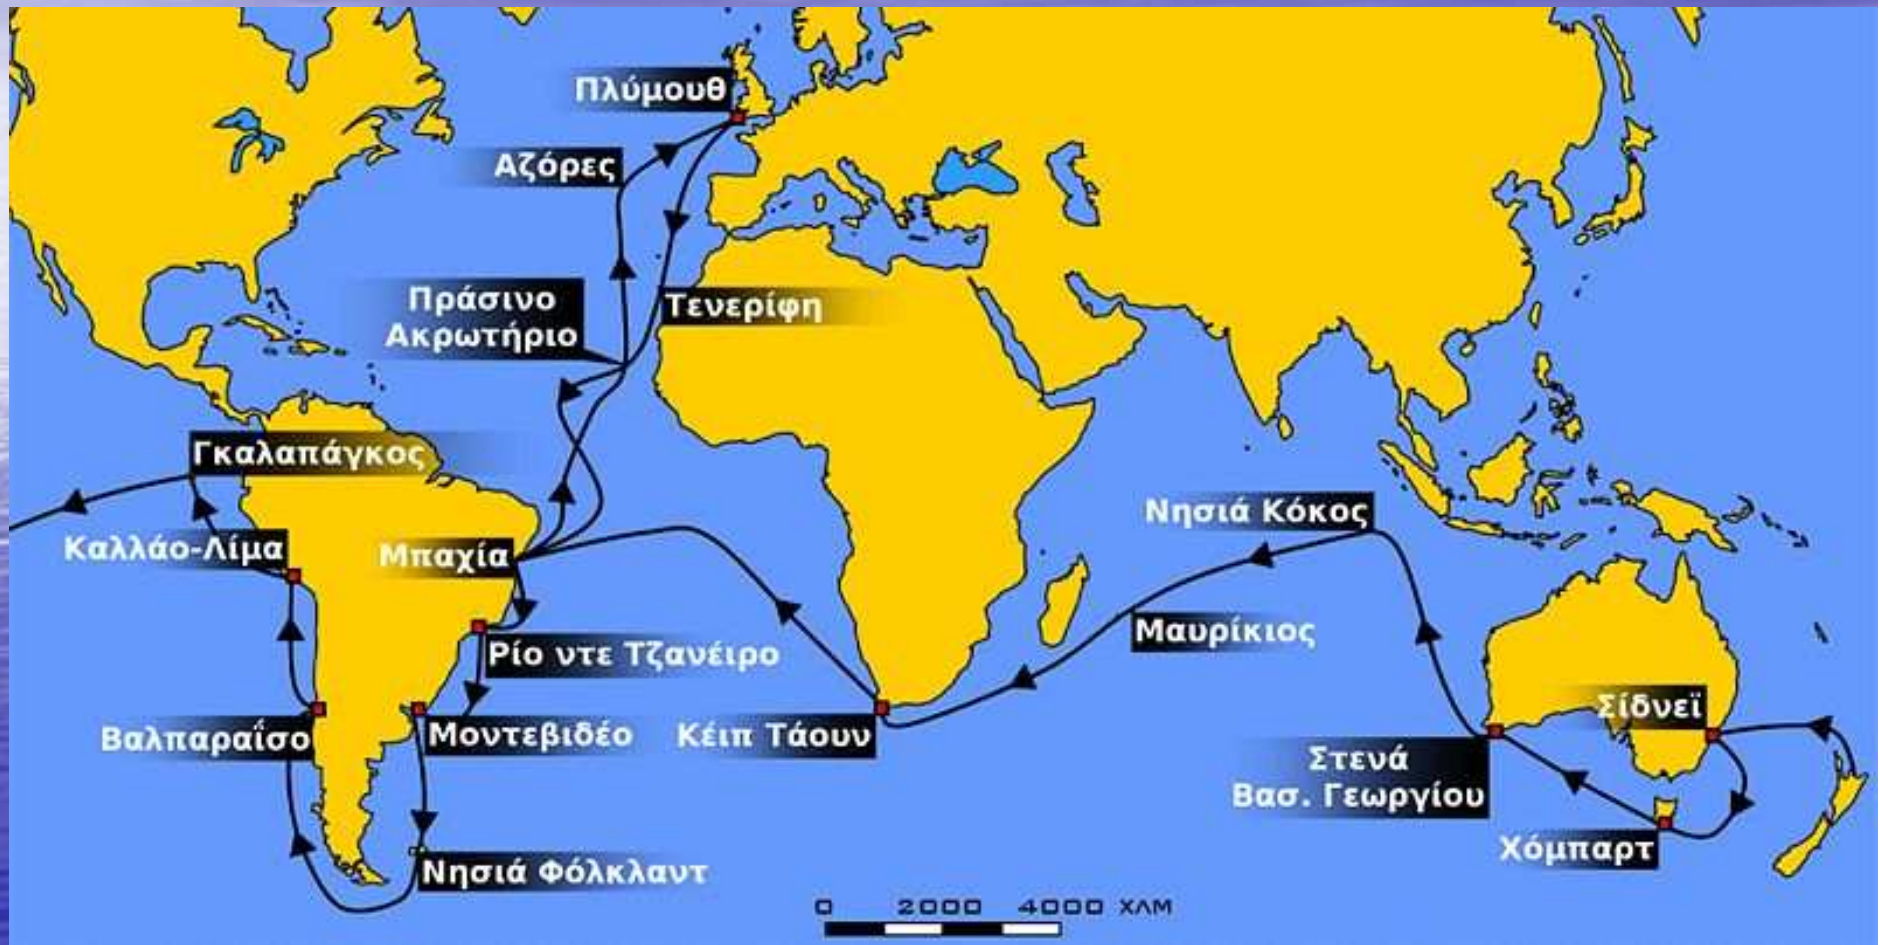 Πλύμουθ
Αζόρες
Πράσινο
Ακρωτήριο
Τενερίφη
Γκαλαπάγκος
Καλλάο-Λίμα
Μπαχία
Νησιά Κόκος
Μαυρίκιος
Ρίο ντε Τζανέιρο
Σίδνεϊ
Βαλπαραΐσο
Μοντεβιδέο
Κέιπ Τάουν
Στενά
Βασ. Γεωργίου
Χόμπαρτ
Νησιά Φόλκλαντ
0 2000 4000 ΧΛΜ